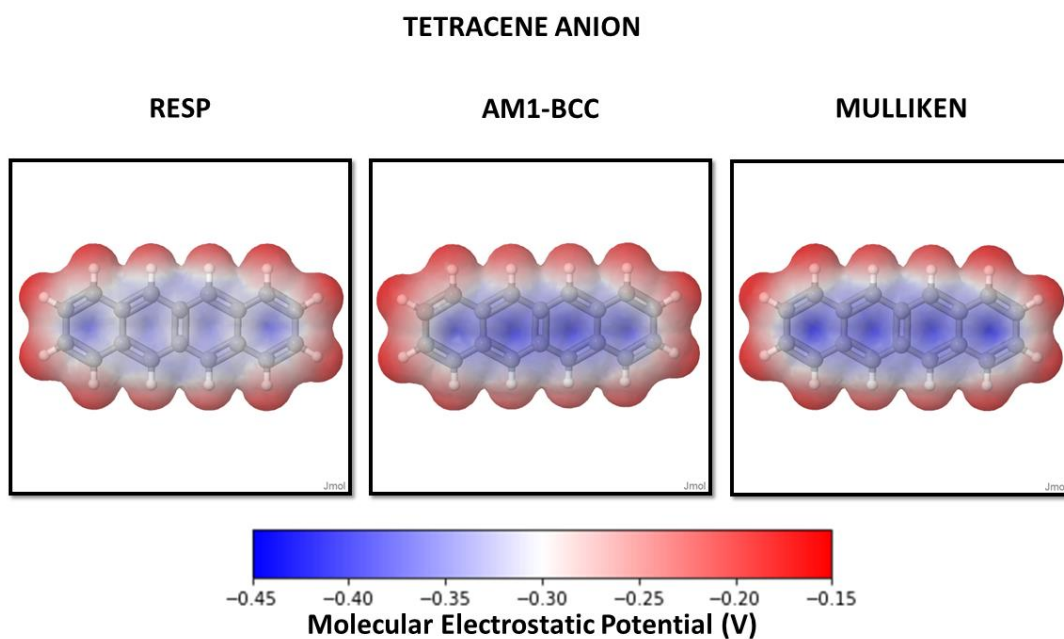 TETRACENE ANION
RESP AM1-BCC MULLIKEN
Jmol Jmol Jmol
−0.45 −0.40 −0.35 −0.30 −0.25 −0.20 −0.15
Molecular Electrostatic Potential (V)